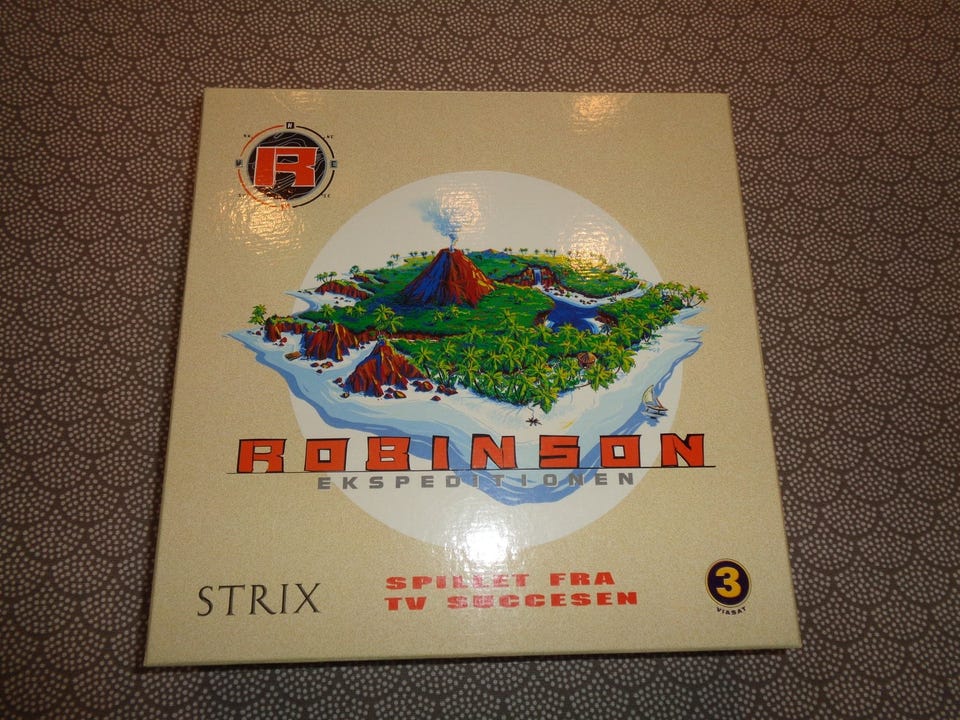 N
R
E
ROBINSON
EKSPEDITIONEN
STRIX
SPILLET FRA
TV SUCCESEN
3
VIASAT